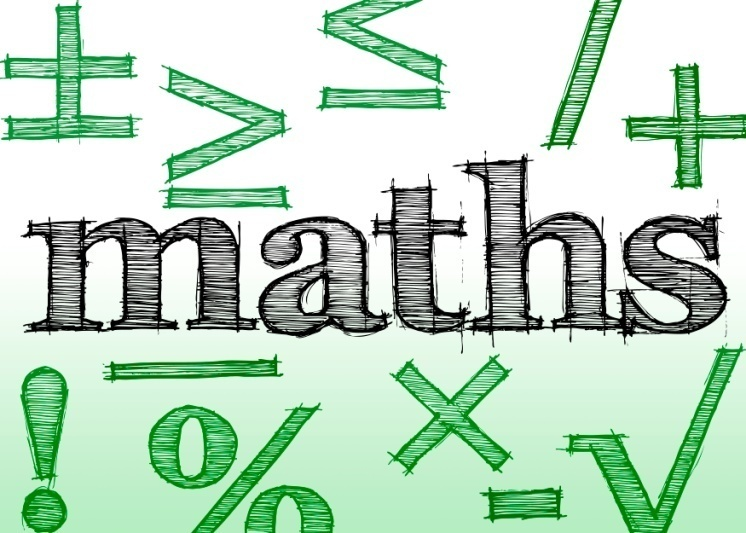 ± ≥ ≤ / +
maths
! − % × - √